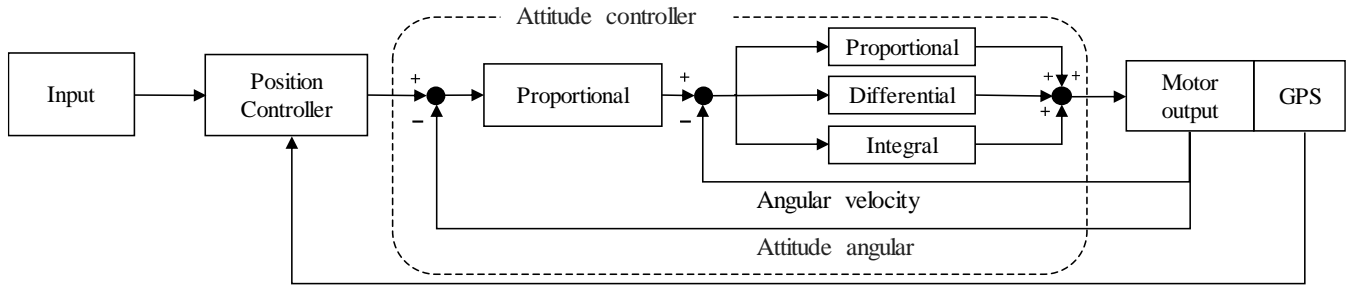 Attitude controller
Input
Position
Controller
+
−
Proportional
+
−
Proportional
Differential
Integral
+
+
+
Motor
output
GPS
Angular velocity
Attitude angular